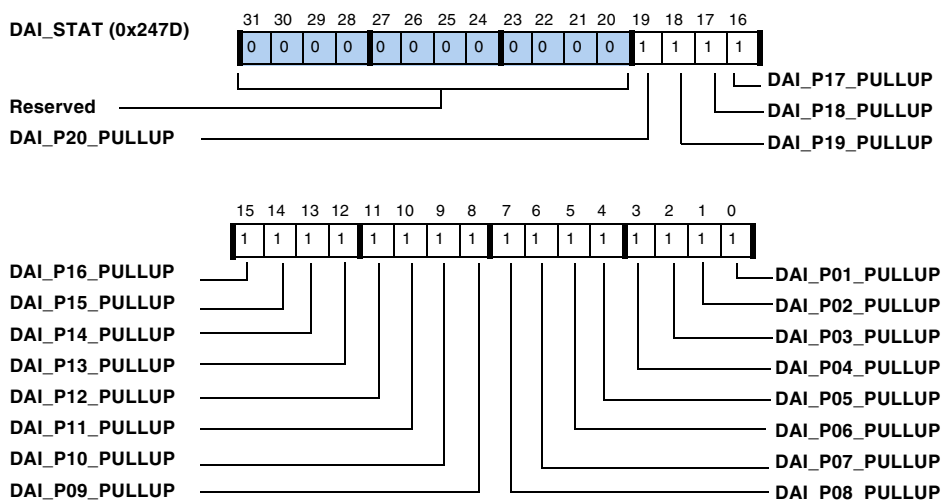 DAI_STAT (0x247D)
31 30 29 28 27 26 25 24 23 22 21 20 19 18 17 16
0 0 0 0 0 0 0 0 0 0 0 0 1 1 1 1
DAI_P17_PULLUP
Reserved
DAI_P18_PULLUP
DAI_P20_PULLUP
DAI_P19_PULLUP
15 14 13 12 11 10 9 8 7 6 5 4 3 2 1 0
1 1 1 1 1 1 1 1 1 1 1 1 1 1 1 1
DAI_P16_PULLUP DAI_P01_PULLUP
DAI_P15_PULLUP DAI_P02_PULLUP
DAI_P14_PULLUP DAI_P03_PULLUP
DAI_P13_PULLUP DAI_P04_PULLUP
DAI_P12_PULLUP DAI_P05_PULLUP
DAI_P11_PULLUP DAI_P06_PULLUP
DAI_P10_PULLUP DAI_P07_PULLUP
DAI_P09_PULLUP DAI_P08_PULLUP